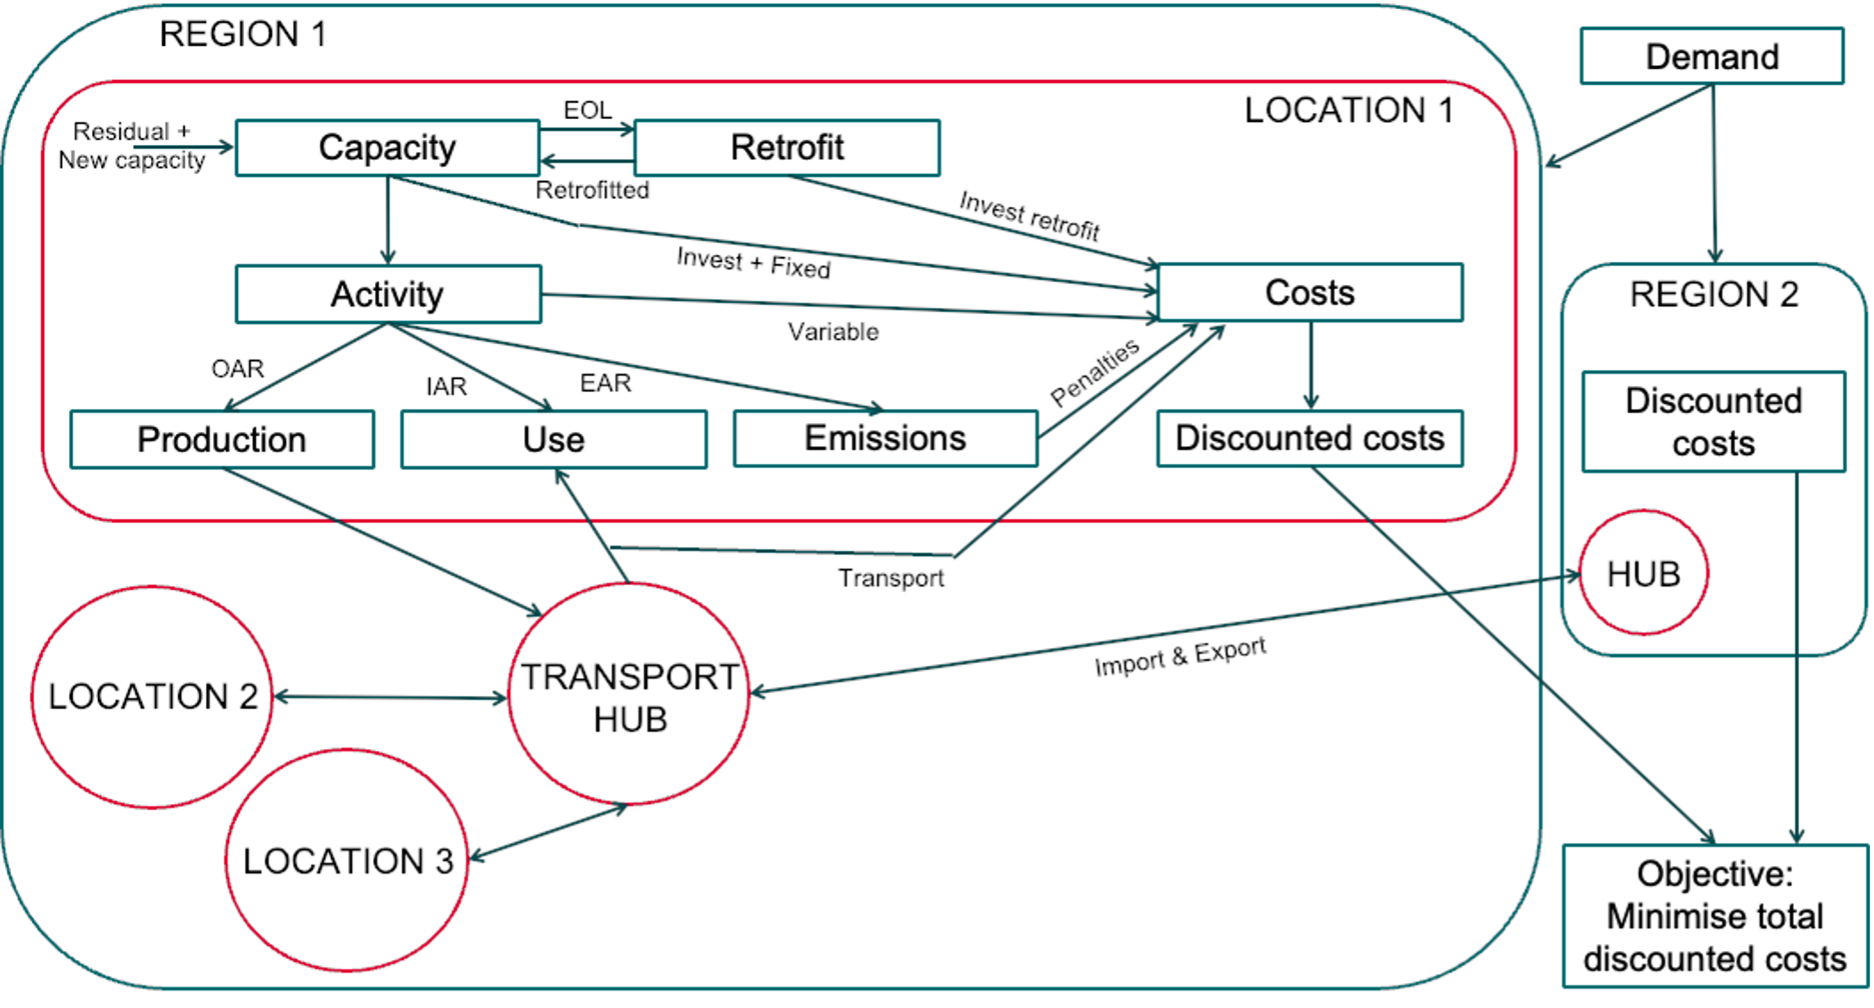 REGION 1
Demand
LOCATION 1
EOL
Residual +
New capacity
Capacity
Retrofit
Retrofitted
Invest retrofit
Invest + Fixed
Activity
Costs
REGION 2
Variable
OAR
IAR
EAR
Penalties
Production
Use
Emissions
Discounted costs
Discounted
costs
Transport
HUB
Import & Export
LOCATION 2
TRANSPORT
HUB
LOCATION 3
Objective:
Minimise total
discounted costs